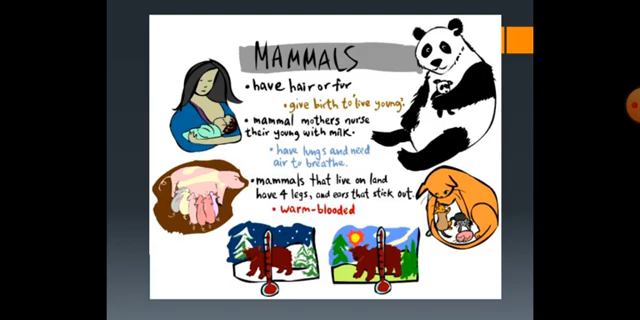 MAMMALS
• have hair or fur
• give birth to 'live young'.
• mammal mothers nurse
their young with milk.
• have lungs and need
air to breathe.
• mammals that live on land
have 4 legs, and ears that stick out.
• warm-blooded